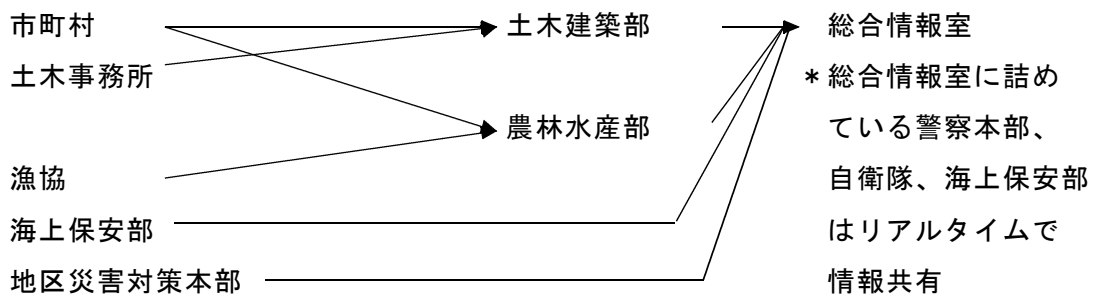 市町村
土木建築部
総合情報室
土木事務所
*総合情報室に詰め
農林水産部
ている警察本部、
漁協
自衛隊、海上保安部
海上保安部
はリアルタイムで
地区災害対策本部
情報共有